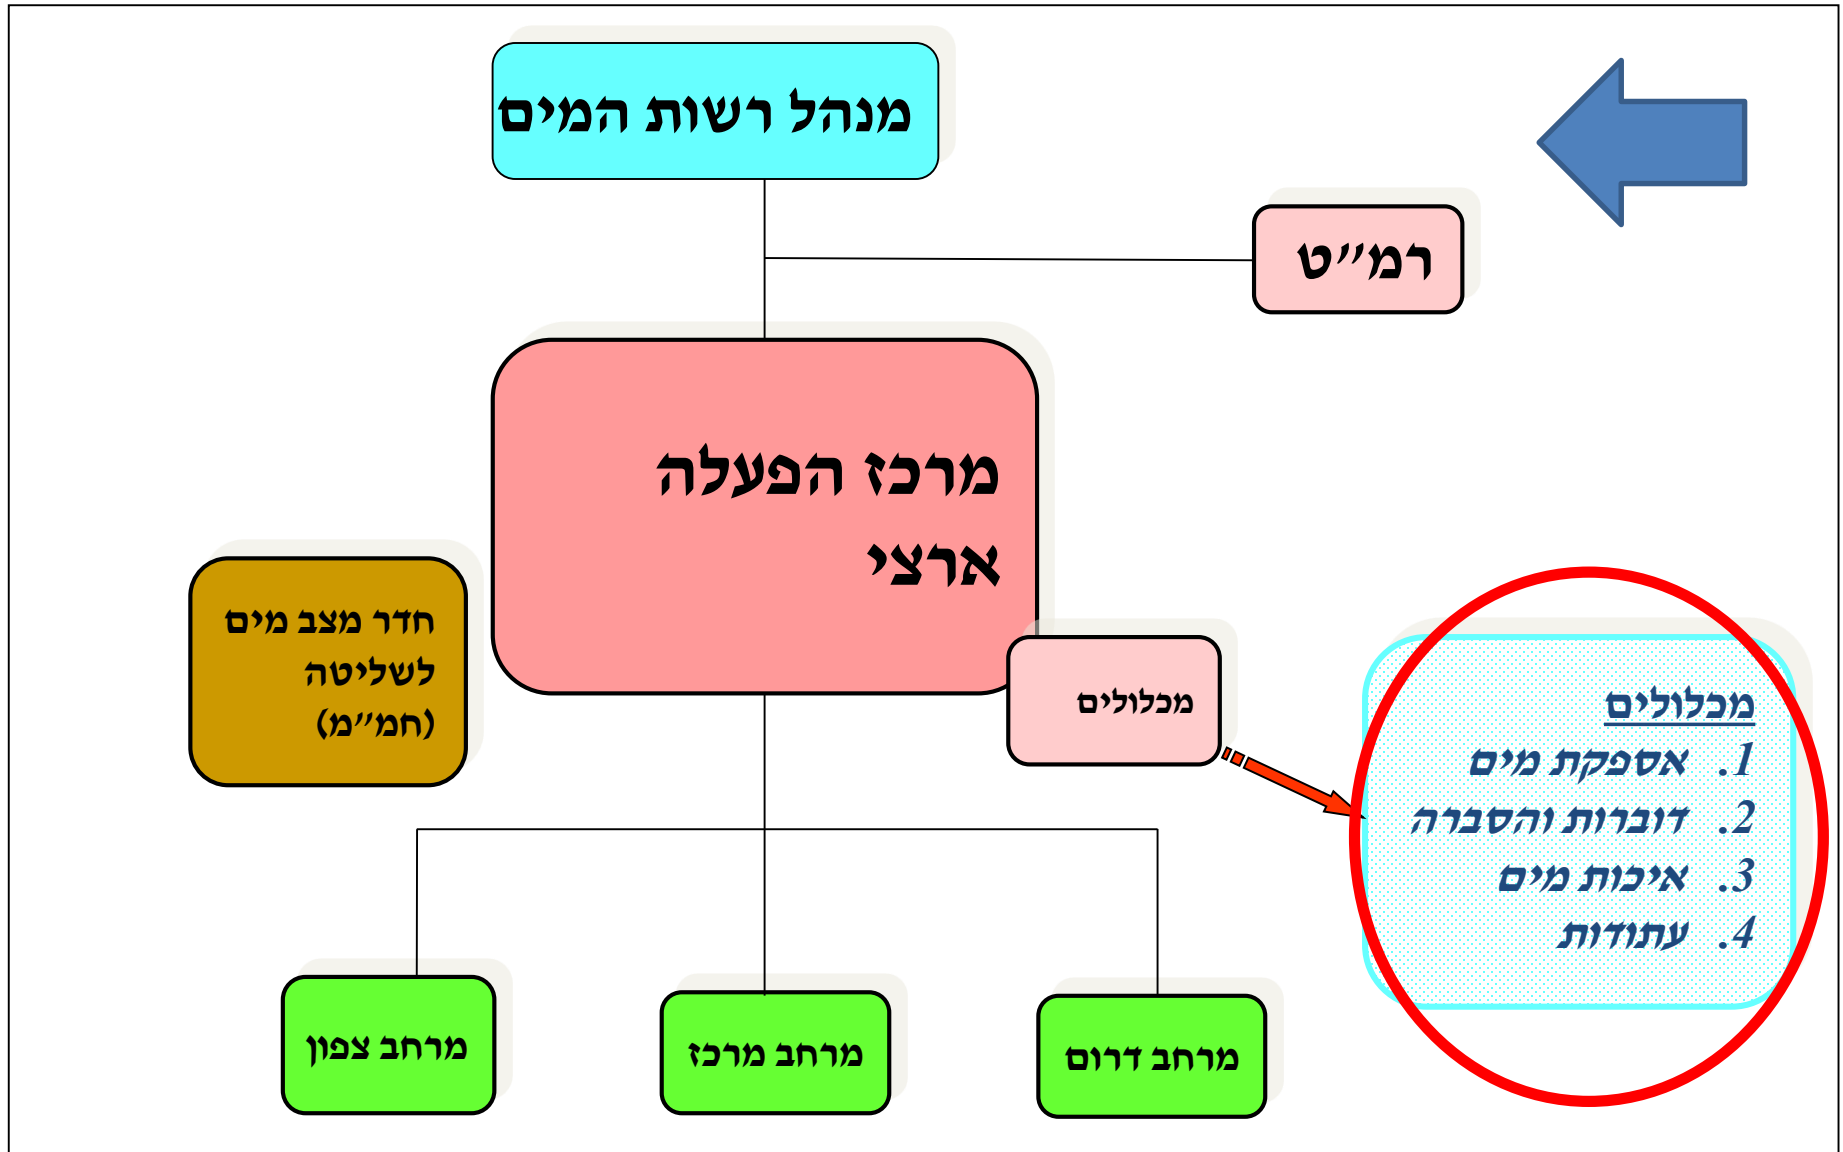 מנהל רשות המים
רמ״ט
מרכז הפעלה
ארצי
חדר מצב מים
לשליטה
(חמ״מ)
מכלולים
מכלולים
1. אספקת מים
2. דוברות והסברה
3. איכות מים
4. עתודות
מרחב דרום
מרחב מרכז
מרחב צפון